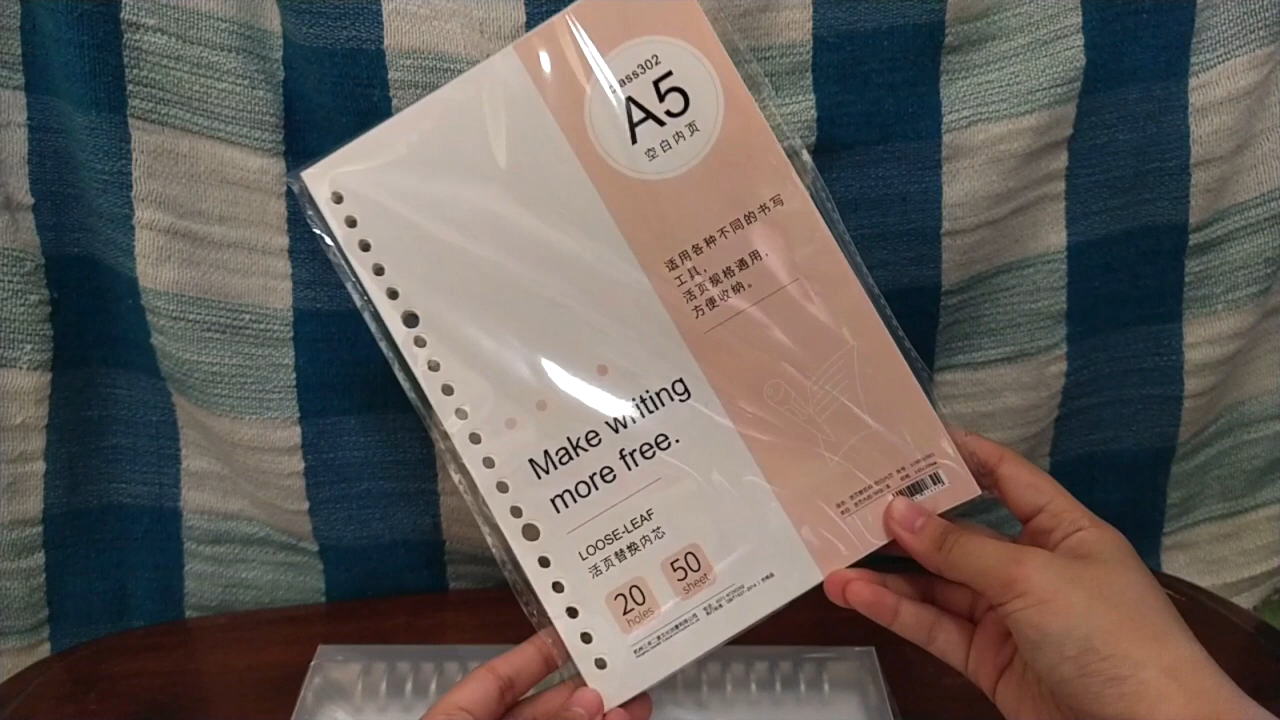 A5
空白内页
适用各种不同的书写
工具，
活页规格通用，
方便收纳。
Make writing
more free.
LOOSE-LEAF
活页替换内芯
20
holes
50
sheet